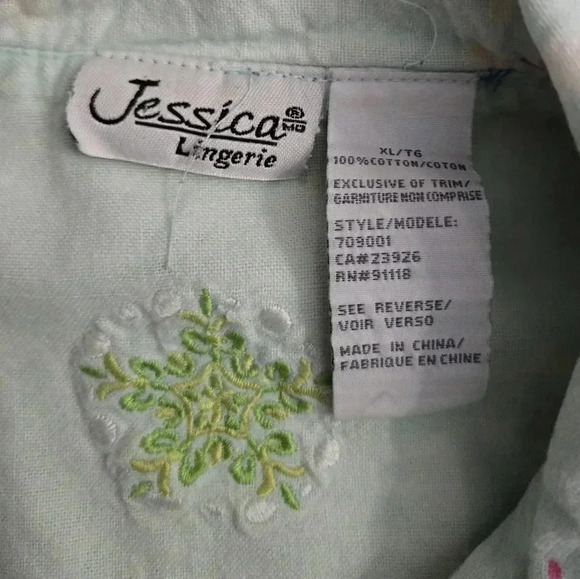 Jessica ® MD
Lingerie
XL/TG
100% COTTON/COTON
EXCLUSIVE OF TRIM/
GARNITURE NON COMPRISE
STYLE/MODELE:
709001
CA#23926
RN#91118
SEE REVERSE/
VOIR VERSO
MADE IN CHINA/
FABRIQUE EN CHINE